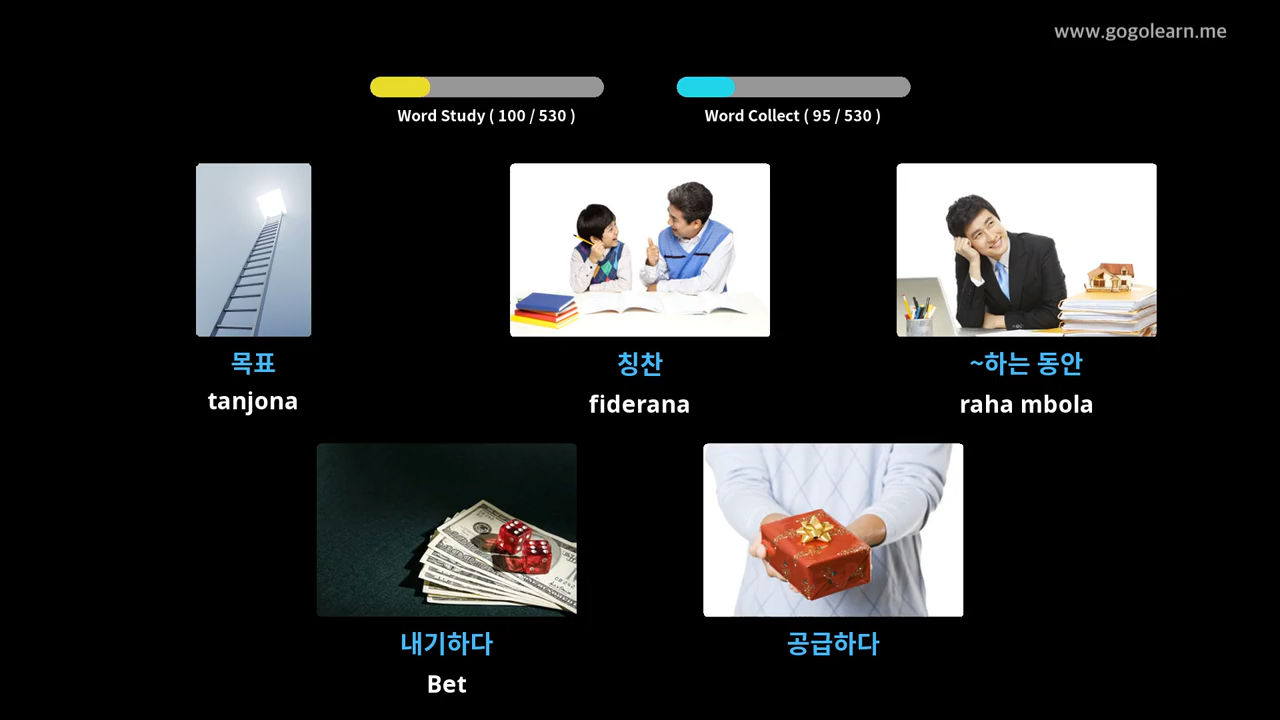 www.gogolearn.me
Word Study ( 100 / 530 )
Word Collect ( 95 / 530 )
목표
tanjona
칭찬
fiderana
~하는 동안
raha mbola
내기하다
Bet
공급하다